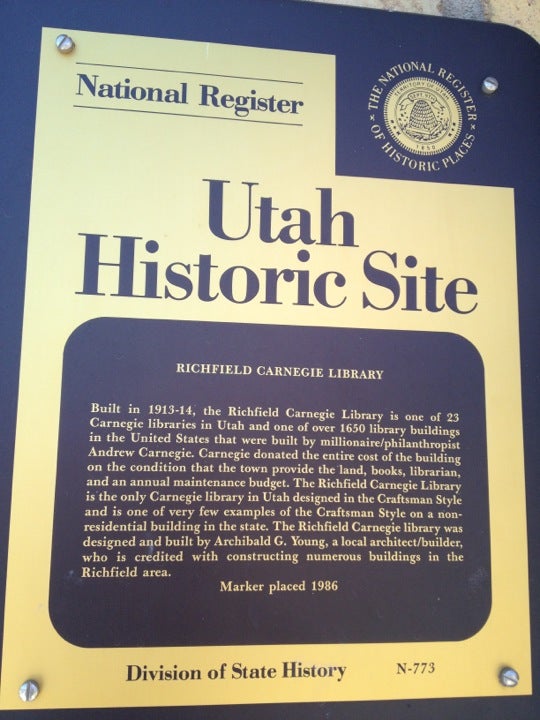 National Register
THE NATIONAL REGISTER
OF HISTORIC PLACES
1850
Utah
Historic Site
RICHFIELD CARNEGIE LIBRARY
Built in 1913-14, the Richfield Carnegie Library is one of 23
Carnegie libraries in Utah and one of over 1650 library buildings
in the United States that were built by millionaire/philanthropist
Andrew Carnegie. Carnegie donated the entire cost of the building
on the condition that the town provide the land, books, librarian,
and an annual maintenance budget. The Richfield Carnegie Library
is the only Carnegie library in Utah designed in the Craftsman Style
and is one of very few examples of the Craftsman Style on a non-
residential building in the state. The Richfield Carnegie library was
designed and built by Archibald G. Young, a local architect/builder,
who is credited with constructing numerous buildings in the
Richfield area.
Marker placed 1986
Division of State History N-773